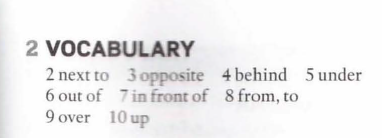 2 VOCABULARY
2 next to 3 opposite 4 behind 5 under
6 out of 7 in front of 8 from, to
9 over 10 up